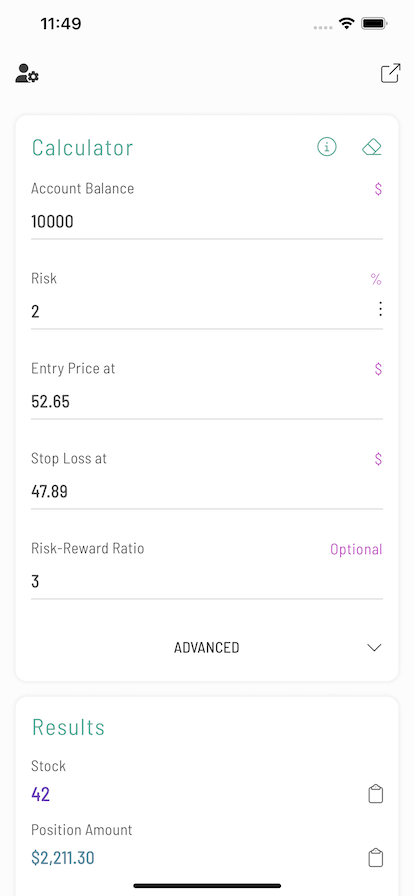 11:49
Calculator
Account Balance $
10000
Risk %
2
Entry Price at $
52.65
Stop Loss at $
47.89
Risk-Reward Ratio Optional
3
ADVANCED
Results
Stock
42
Position Amount
$2,211.30